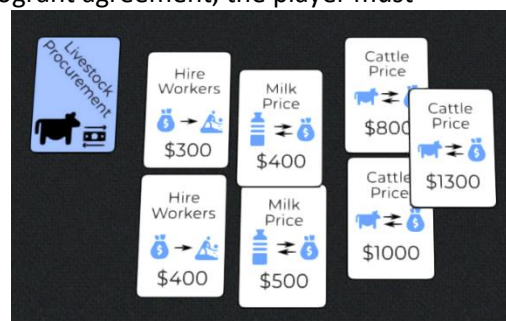 agreement, the player must
Livestock
Procurement
Hire
Workers
$300
Milk
Price
$400
Cattle
Price
$800
Cattle
Price
$1300
Hire
Workers
$400
Milk
Price
$500
Cattle
Price
$1000